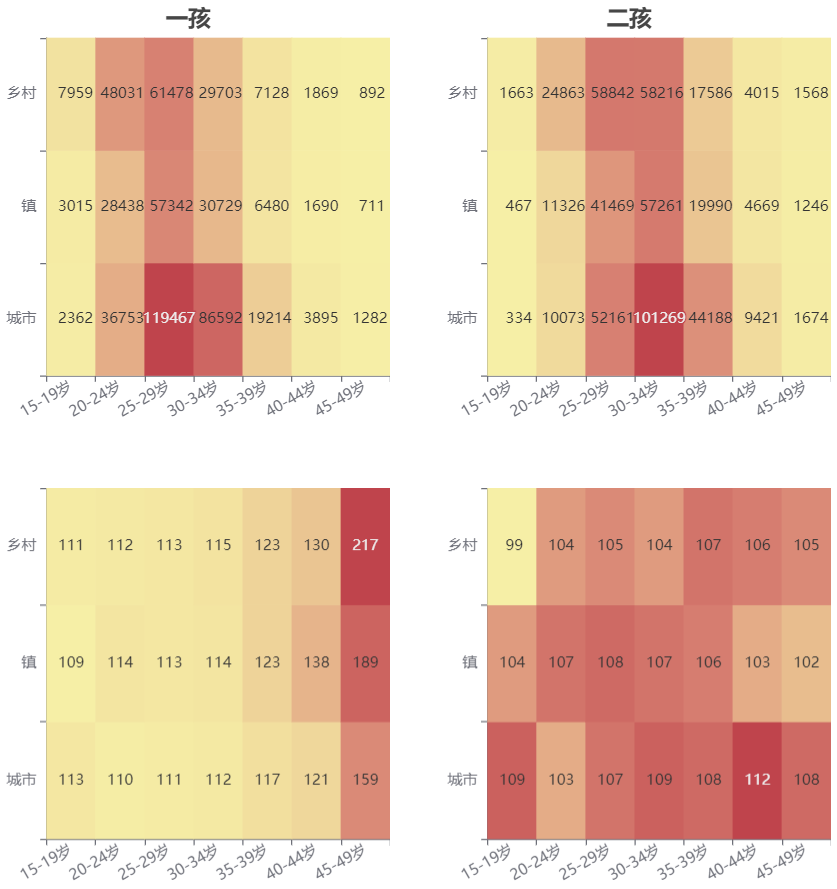 一孩
二孩
乡村 7959 48031 61478 29703 7128 1869 892
镇 3015 28438 57342 30729 6480 1690 711
城市 2362 36753 119467 86592 19214 3895 1282
15-19岁 20-24岁 25-29岁 30-34岁 35-39岁 40-44岁 45-49岁
乡村 1663 24863 58842 58216 17586 4015 1568
镇 467 11326 41469 57261 19990 4669 1246
城市 334 10073 52161 101269 44188 9421 1674
15-19岁 20-24岁 25-29岁 30-34岁 35-39岁 40-44岁 45-49岁
乡村 111 112 113 115 123 130 217
镇 109 114 113 114 123 138 189
城市 113 110 111 112 117 121 159
15-19岁 20-24岁 25-29岁 30-34岁 35-39岁 40-44岁 45-49岁
乡村 99 104 105 104 107 106 105
镇 104 107 108 107 106 103 102
城市 109 103 107 109 108 112 108
15-19岁 20-24岁 25-29岁 30-34岁 35-39岁 40-44岁 45-49岁